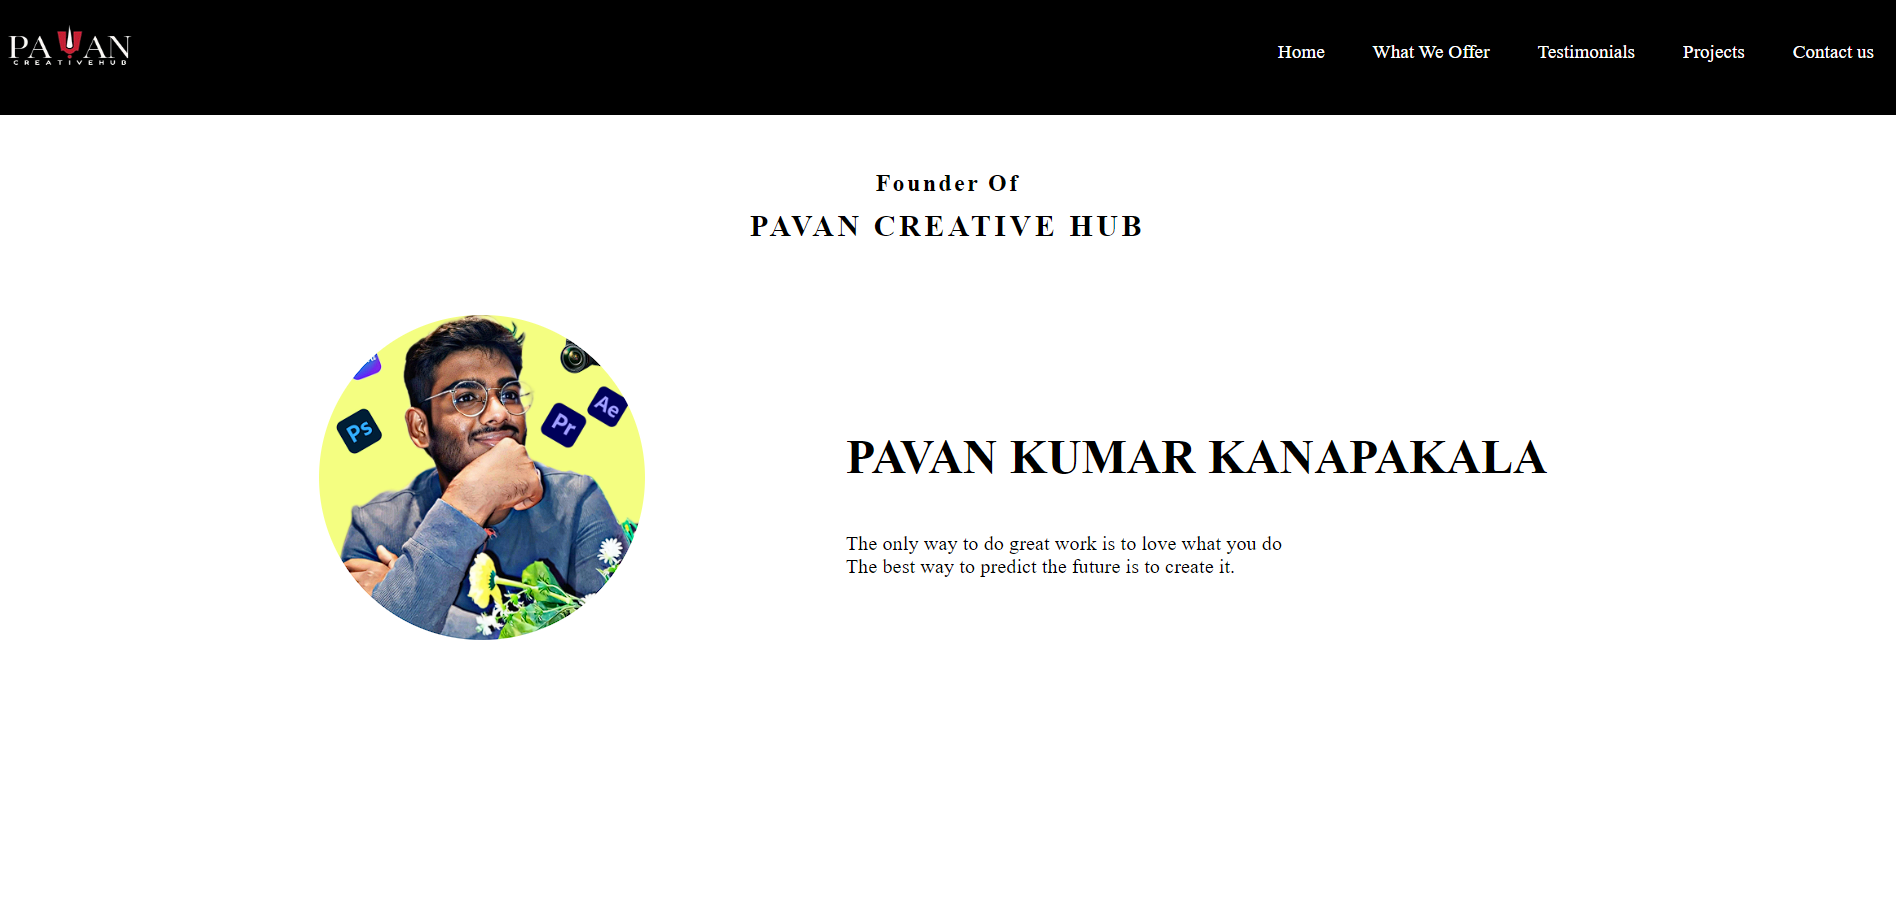 PAVAN
CREATIVEHUB
Home
What We Offer
Testimonials
Projects
Contact us
Founder Of
PAVAN CREATIVE HUB
Ps
Pr
Ae
PAVAN KUMAR KANAPAKALA
The only way to do great work is to love what you do
The best way to predict the future is to create it.